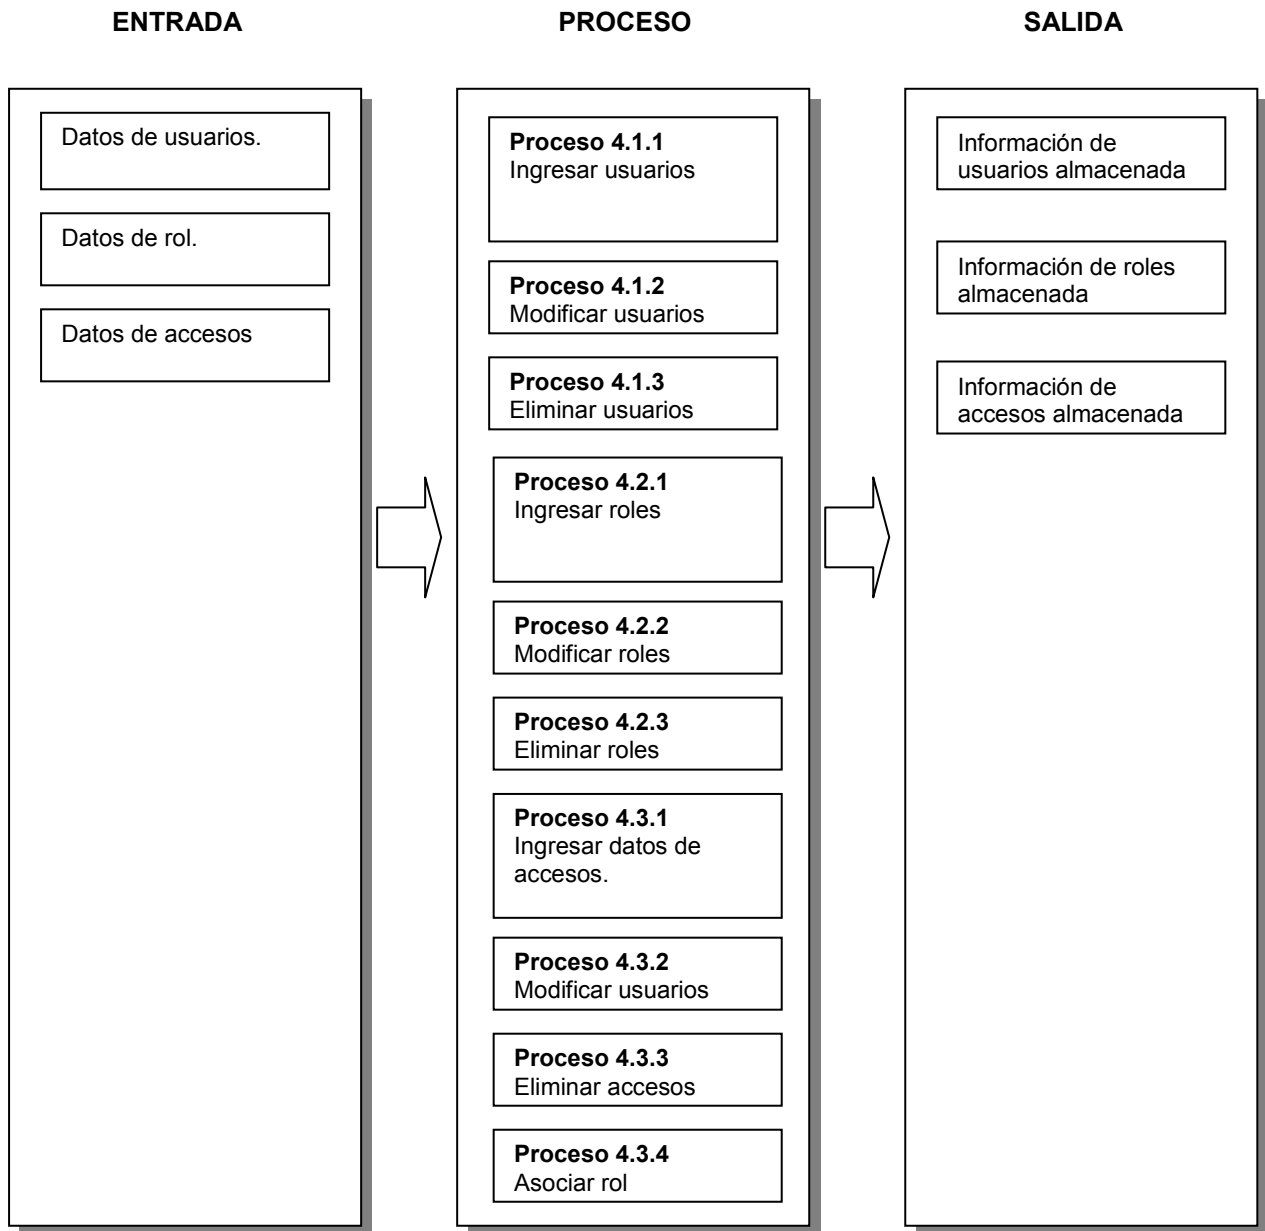 ENTRADA
PROCESO
SALIDA
Datos de usuarios.
Datos de rol.
Datos de accesos
Proceso 4.1.1
Ingresar usuarios
Proceso 4.1.2
Modificar usuarios
Proceso 4.1.3
Eliminar usuarios
Proceso 4.2.1
Ingresar roles
Proceso 4.2.2
Modificar roles
Proceso 4.2.3
Eliminar roles
Proceso 4.3.1
Ingresar datos de
accesos.
Proceso 4.3.2
Modificar usuarios
Proceso 4.3.3
Eliminar accesos
Proceso 4.3.4
Asociar rol
Información de
usuarios almacenada
Información de roles
almacenada
Información de
accesos almacenada